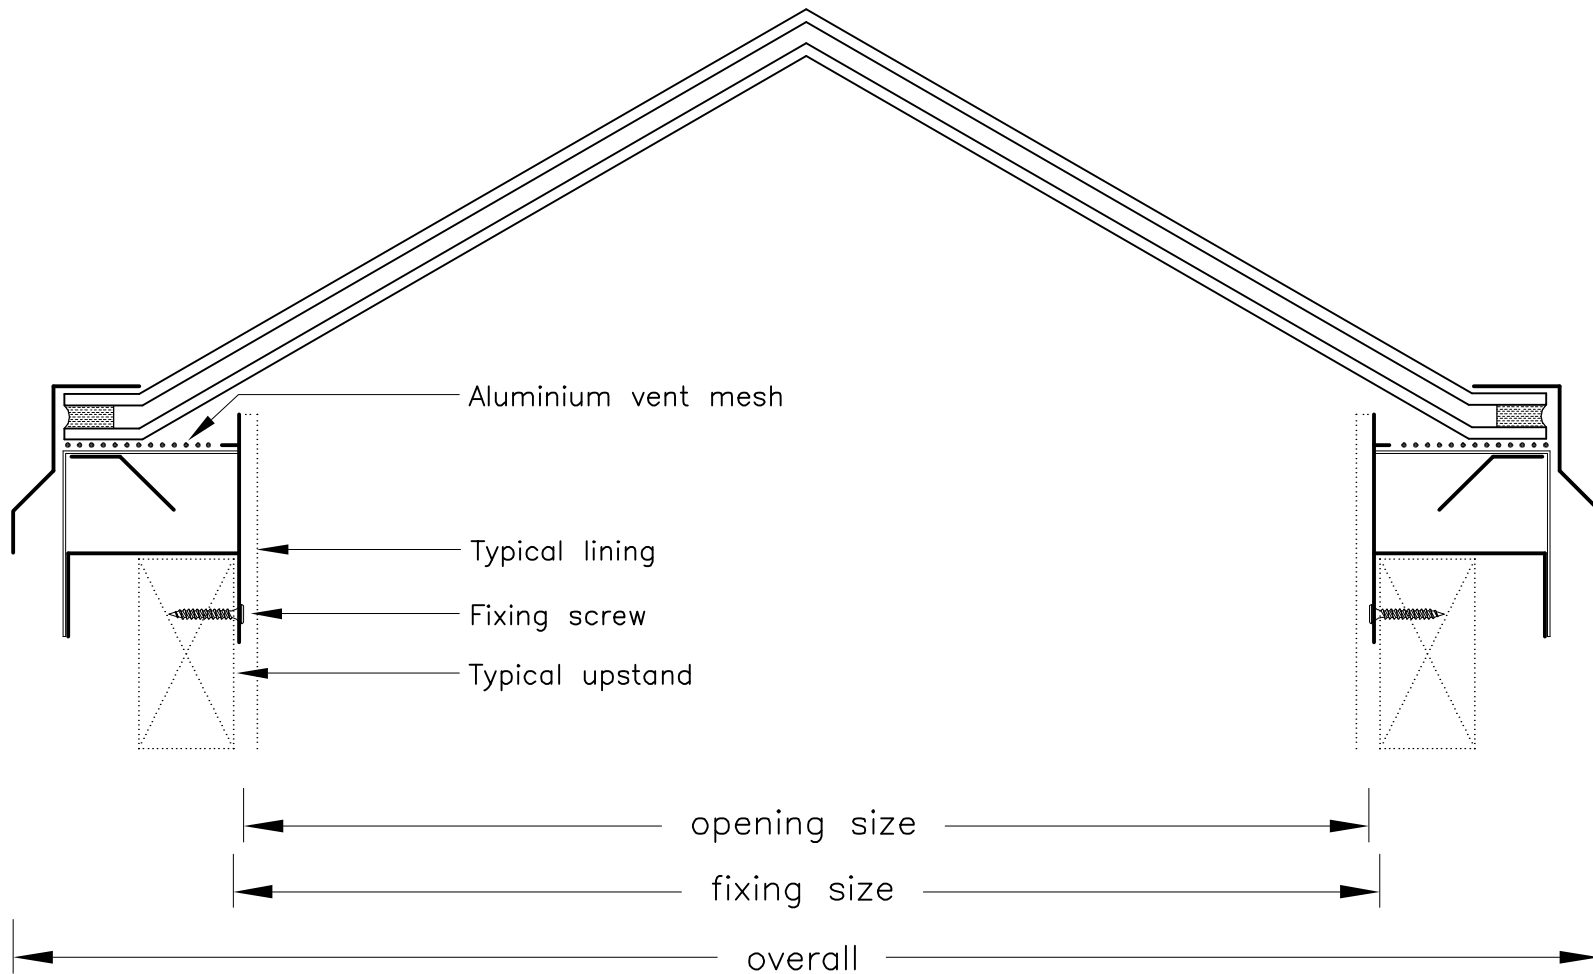 Aluminium vent mesh
Typical lining
Fixing screw
Typical upstand
opening size
fixing size
overall